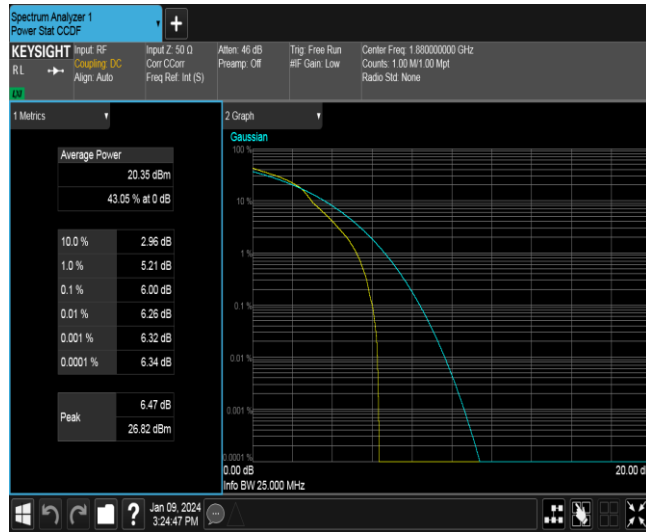 Spectrum Analyzer 1
Power Stat CCDF
+
KEYSIGHT Input: RF Input Z: 50 Ω Atten: 46 dB Trig: Free Run Center Freq: 1.880000000 GHz
RL Coupling: DC Corr CCorr Preamp: Off #IF Gain: Low Counts: 1.00 M/1.00 Mpt
Align: Auto Freq Ref: Int (S) Radio Std: None
LXI
1 Metrics
Average Power
20.35 dBm
43.05 % at 0 dB
10.0 % 2.96 dB
1.0 % 5.21 dB
0.1 % 6.00 dB
0.01 % 6.26 dB
0.001 % 6.32 dB
0.0001 % 6.34 dB
Peak 6.47 dB
26.82 dBm
2 Graph
Gaussian
100 %
10 %
1 %
0.1 %
0.01 %
0.001 %
0.0001 %
0.00 dB 20.00 d
Info BW 25.000 MHz
? Jan 09, 2024
3:24:47 PM